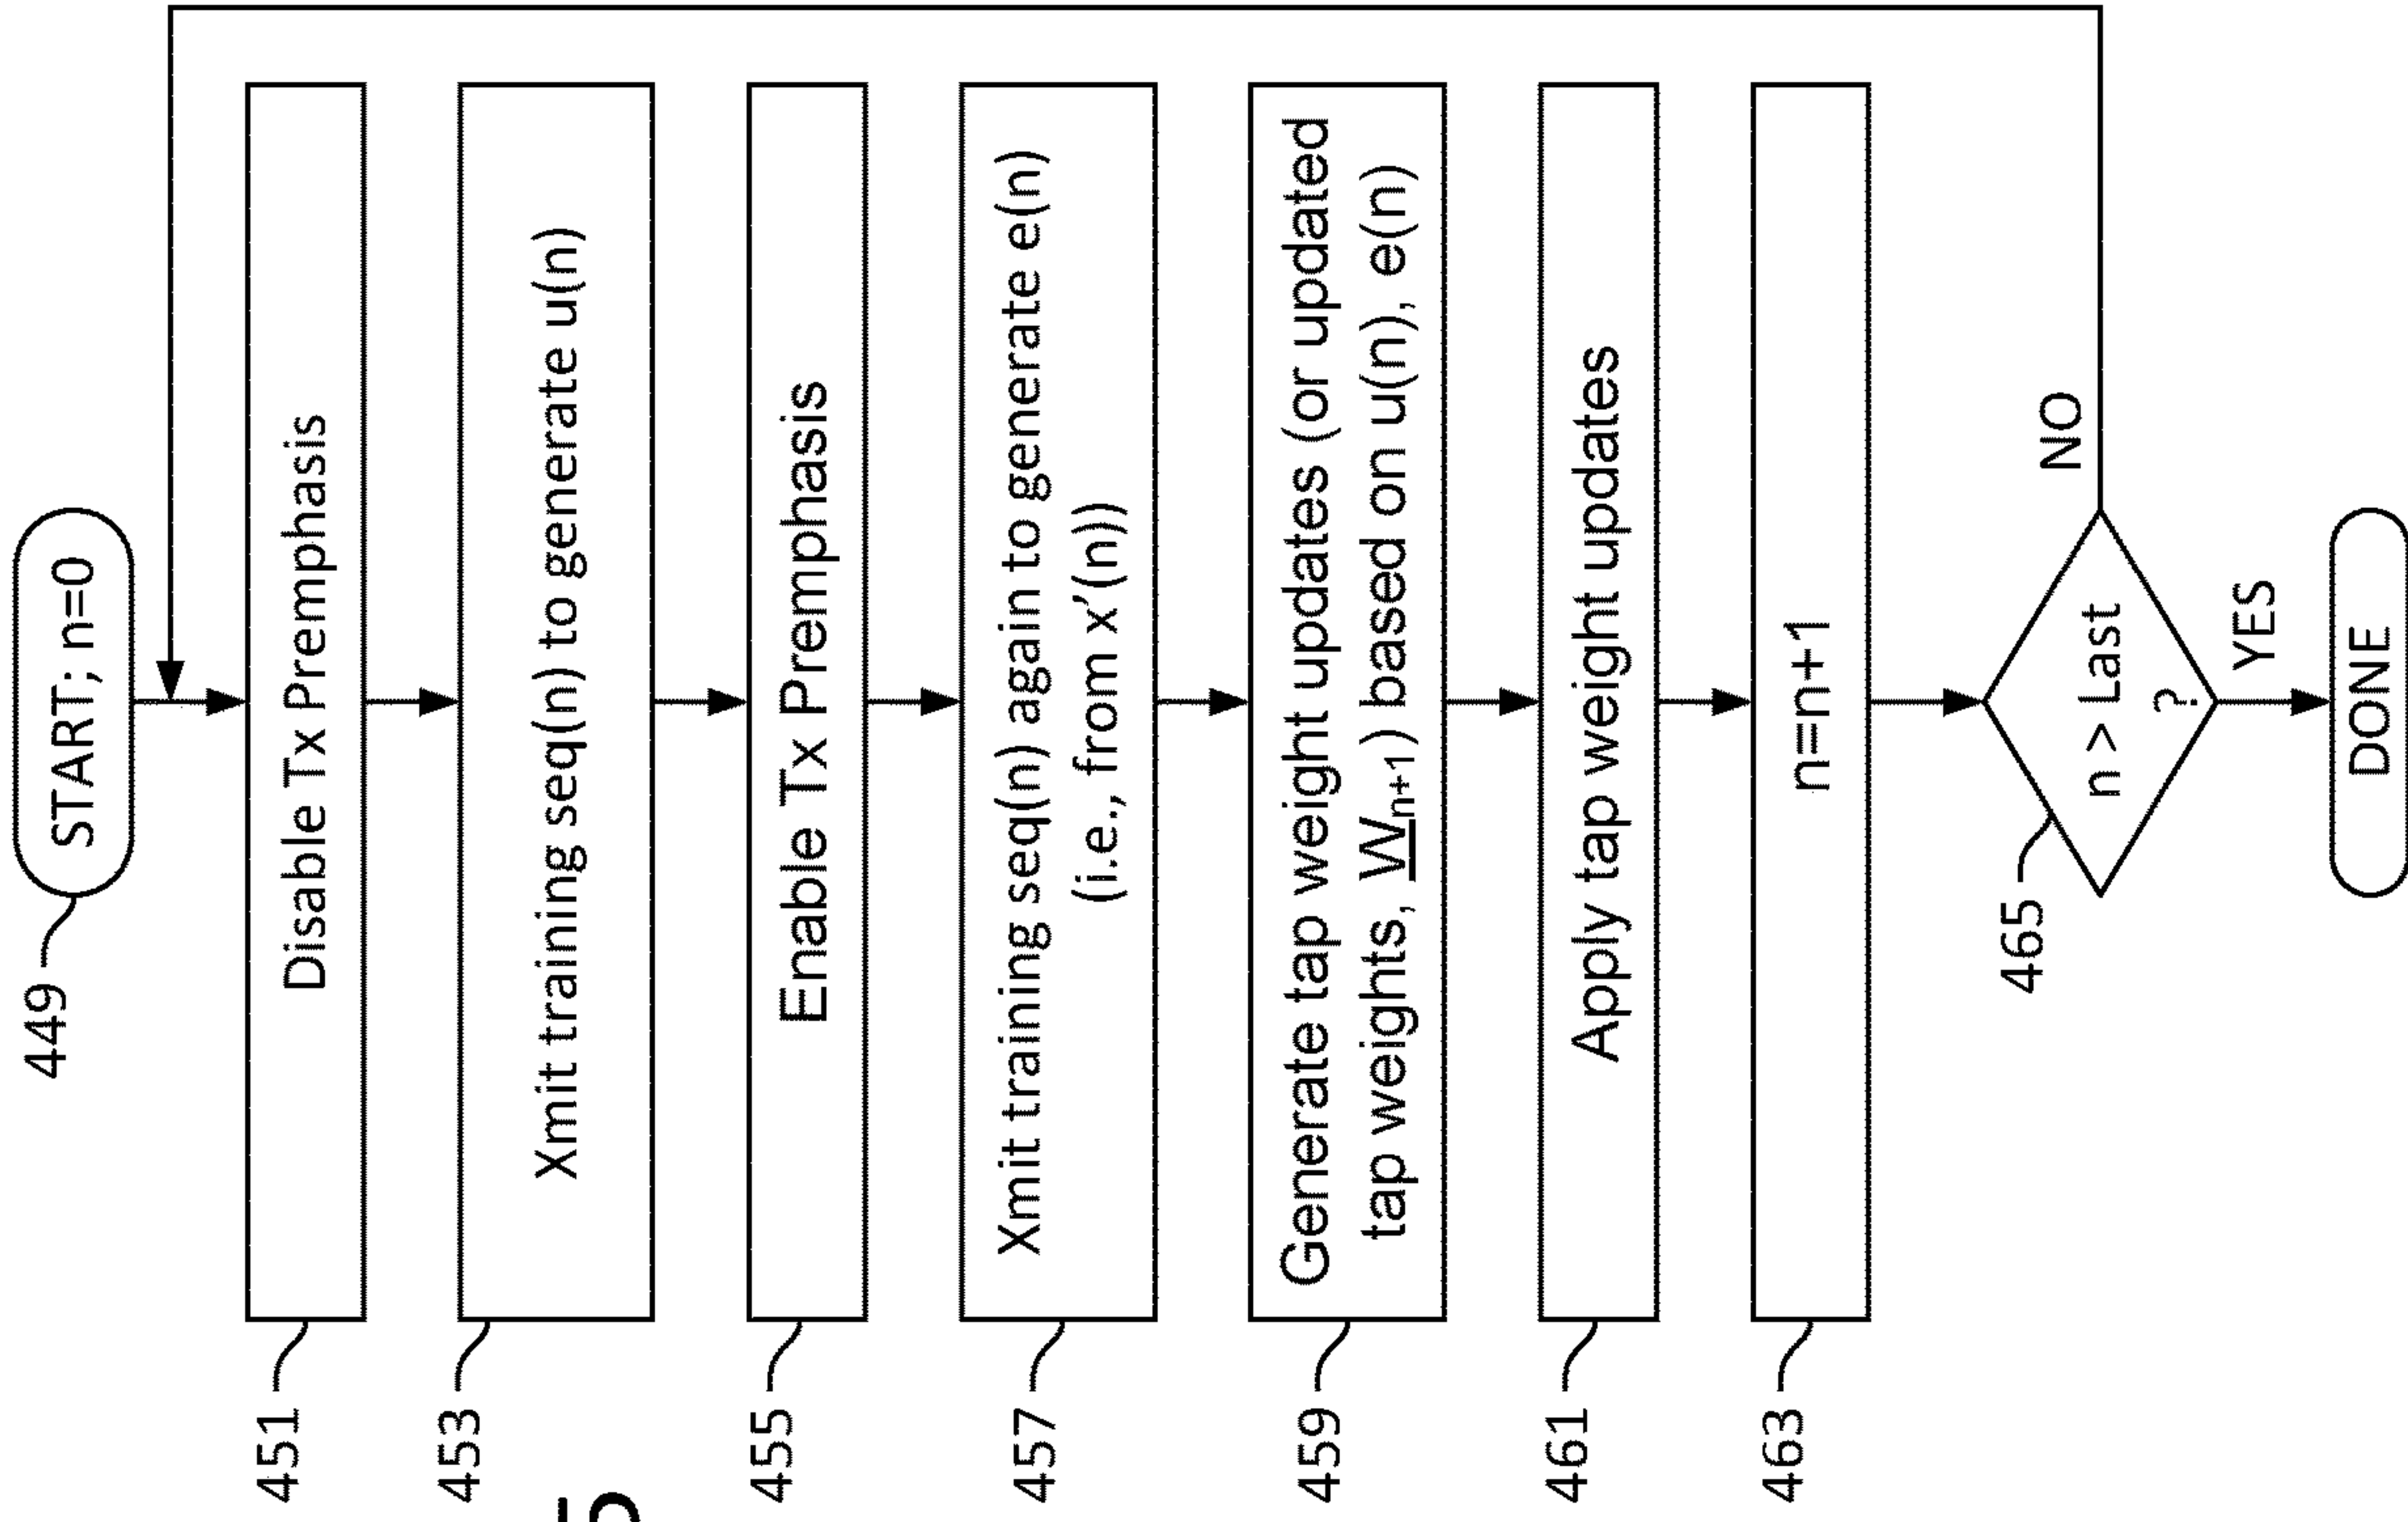 START; n=0
449
Disable Tx Premphasis
451
Xmit training seq(n) to generate u(n)
453
Enable Tx Premphasis
455
Xmit training seq(n) again to generate e(n)
(i.e., from x'(n))
457
Generate tap weight updates (or updated
tap weights, W̲n+1) based on u(n), e(n)
459
Apply tap weight updates
461
n=n+1
463
n > Last
?
465
NO
YES
DONE
5